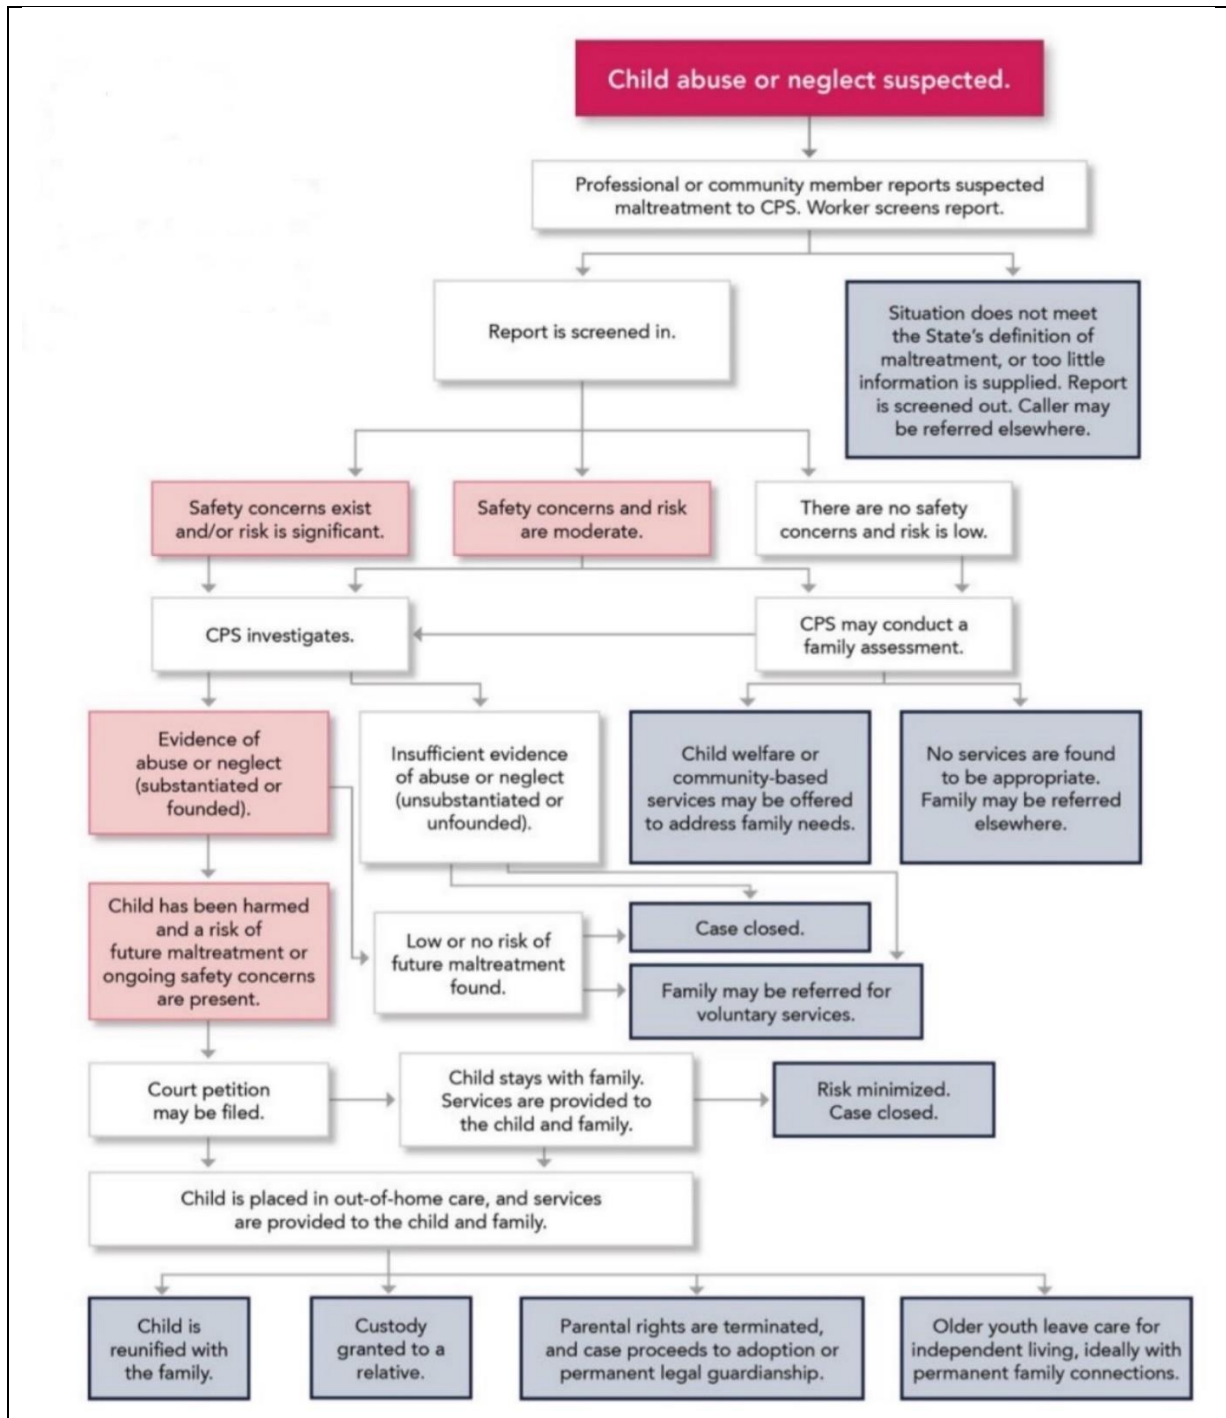 Child abuse or neglect suspected.
Professional or community member reports suspected
maltreatment to CPS. Worker screens report.
Report is screened in.
Situation does not meet
the State's definition of
maltreatment, or too little
information is supplied. Report
is screened out. Caller may
be referred elsewhere.
Safety concerns exist
and/or risk is significant.
Safety concerns and risk
are moderate.
There are no safety
concerns and risk is low.
CPS investigates.
CPS may conduct a
family assessment.
Evidence of
abuse or neglect
(substantiated or
founded).
Insufficient evidence
of abuse or neglect
(unsubstantiated or
unfounded).
Child welfare or
community-based
services may be offered
to address family needs.
No services are found
to be appropriate.
Family may be referred
elsewhere.
Child has been harmed
and a risk of
future maltreatment or
ongoing safety concerns
are present.
Low or no risk of
future maltreatment
found.
Case closed.
Family may be referred for
voluntary services.
Court petition
may be filed.
Child stays with family.
Services are provided to
the child and family.
Risk minimized.
Case closed.
Child is placed in out-of-home care, and services
are provided to the child and family.
Child is
reunified with
the family.
Custody
granted to a
relative.
Parental rights are terminated,
and case proceeds to adoption or
permanent legal guardianship.
Older youth leave care for
independent living, ideally with
permanent family connections.